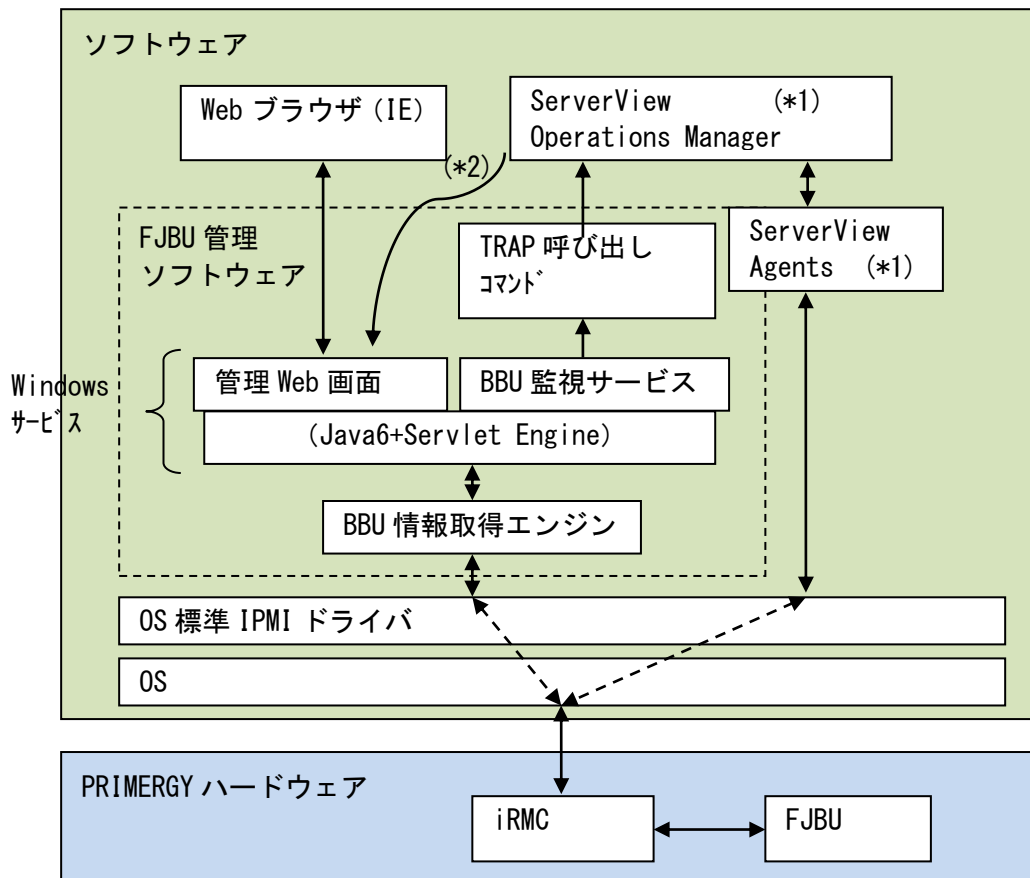 ソフトウェア
Web ブラウザ (IE)
ServerView (*1)
Operations Manager
(*2)
FJBU 管理
ソフトウェア
TRAP 呼び出し
ｺﾏﾝﾄﾞ
ServerView
Agents (*1)
Windows
ｻｰﾋﾞｽ
管理 Web 画面
BBU 監視サービス
(Java6+Servlet Engine)
BBU 情報取得エンジン
OS 標準 IPMI ドライバ
OS
PRIMERGY ハードウェア
iRMC
FJBU